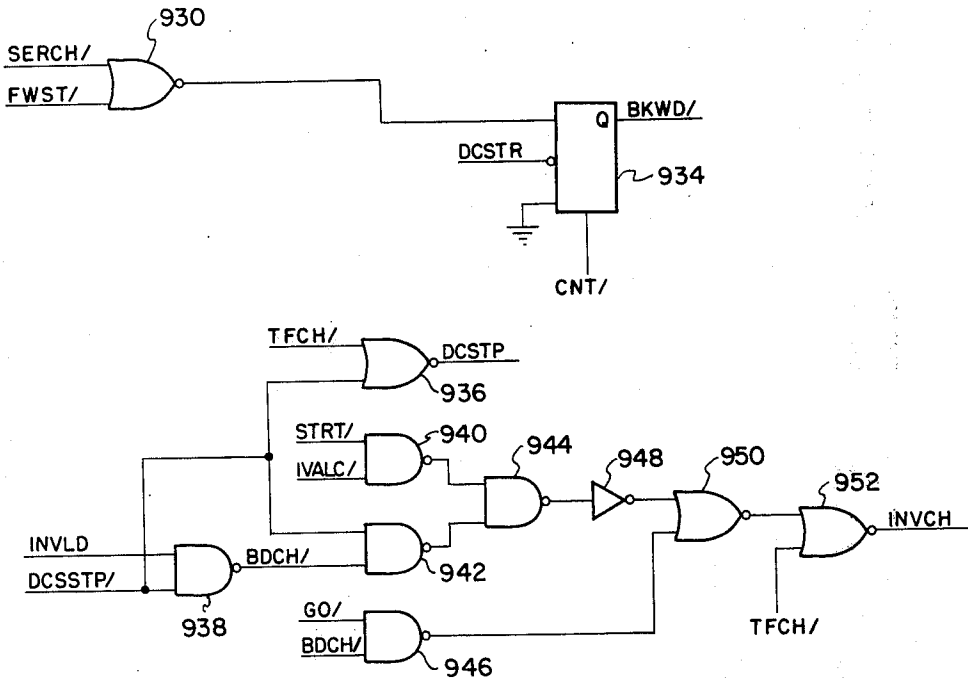 930
SERCH/
FWST/
Q
BKWD/
DCSTR
934
CNT/
TFCH/
DCSTP
936
STRT/
940
IVALC/
944
948
950
952
INVCH
INVLD
BDCH/
942
DCSSTP/
938
GO/
BDCH/
946
TFCH/